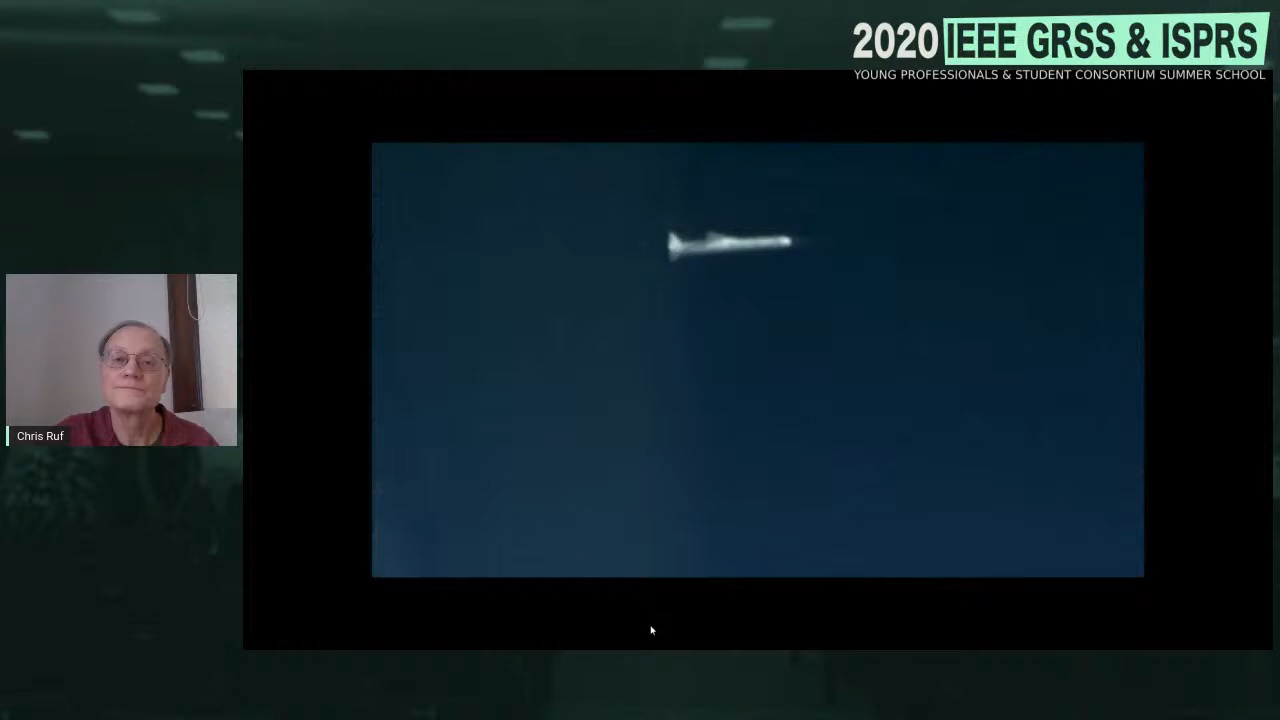 2020 IEEE GRSS & ISPRS
YOUNG PROFESSIONALS & STUDENT CONSORTIUM SUMMER SCHOOL
Chris Ruf